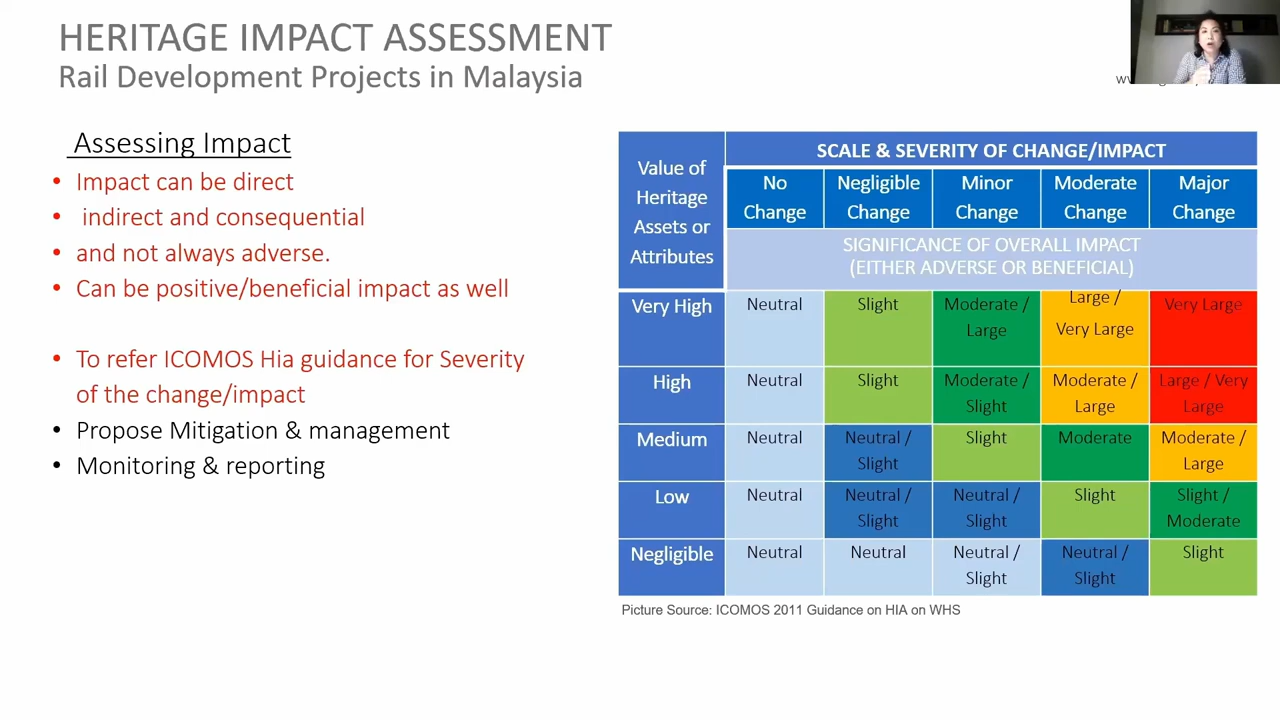 HERITAGE IMPACT ASSESSMENT
Rail Development Projects in Malaysia
Assessing Impact
• Impact can be direct
• indirect and consequential
• and not always adverse.
• Can be positive/beneficial impact as well
• To refer ICOMOS Hia guidance for Severity
of the change/impact
• Propose Mitigation & management
• Monitoring & reporting
Value of
Heritage
Assets or
Attributes
SCALE & SEVERITY OF CHANGE/IMPACT
No
Change
Negligible
Change
Minor
Change
Moderate
Change
Major
Change
SIGNIFICANCE OF OVERALL IMPACT
(EITHER ADVERSE OR BENEFICIAL)
Very High
Neutral
Slight
Moderate /
Large
Large /
Very Large
Very Large
High
Neutral
Slight
Moderate /
Slight
Moderate /
Large
Large / Very
Large
Medium
Neutral
Neutral /
Slight
Slight
Moderate
Moderate /
Large
Low
Neutral
Neutral /
Slight
Neutral /
Slight
Slight
Slight /
Moderate
Negligible
Neutral
Neutral
Neutral /
Slight
Neutral /
Slight
Slight
Picture Source: ICOMOS 2011 Guidance on HIA on WHS